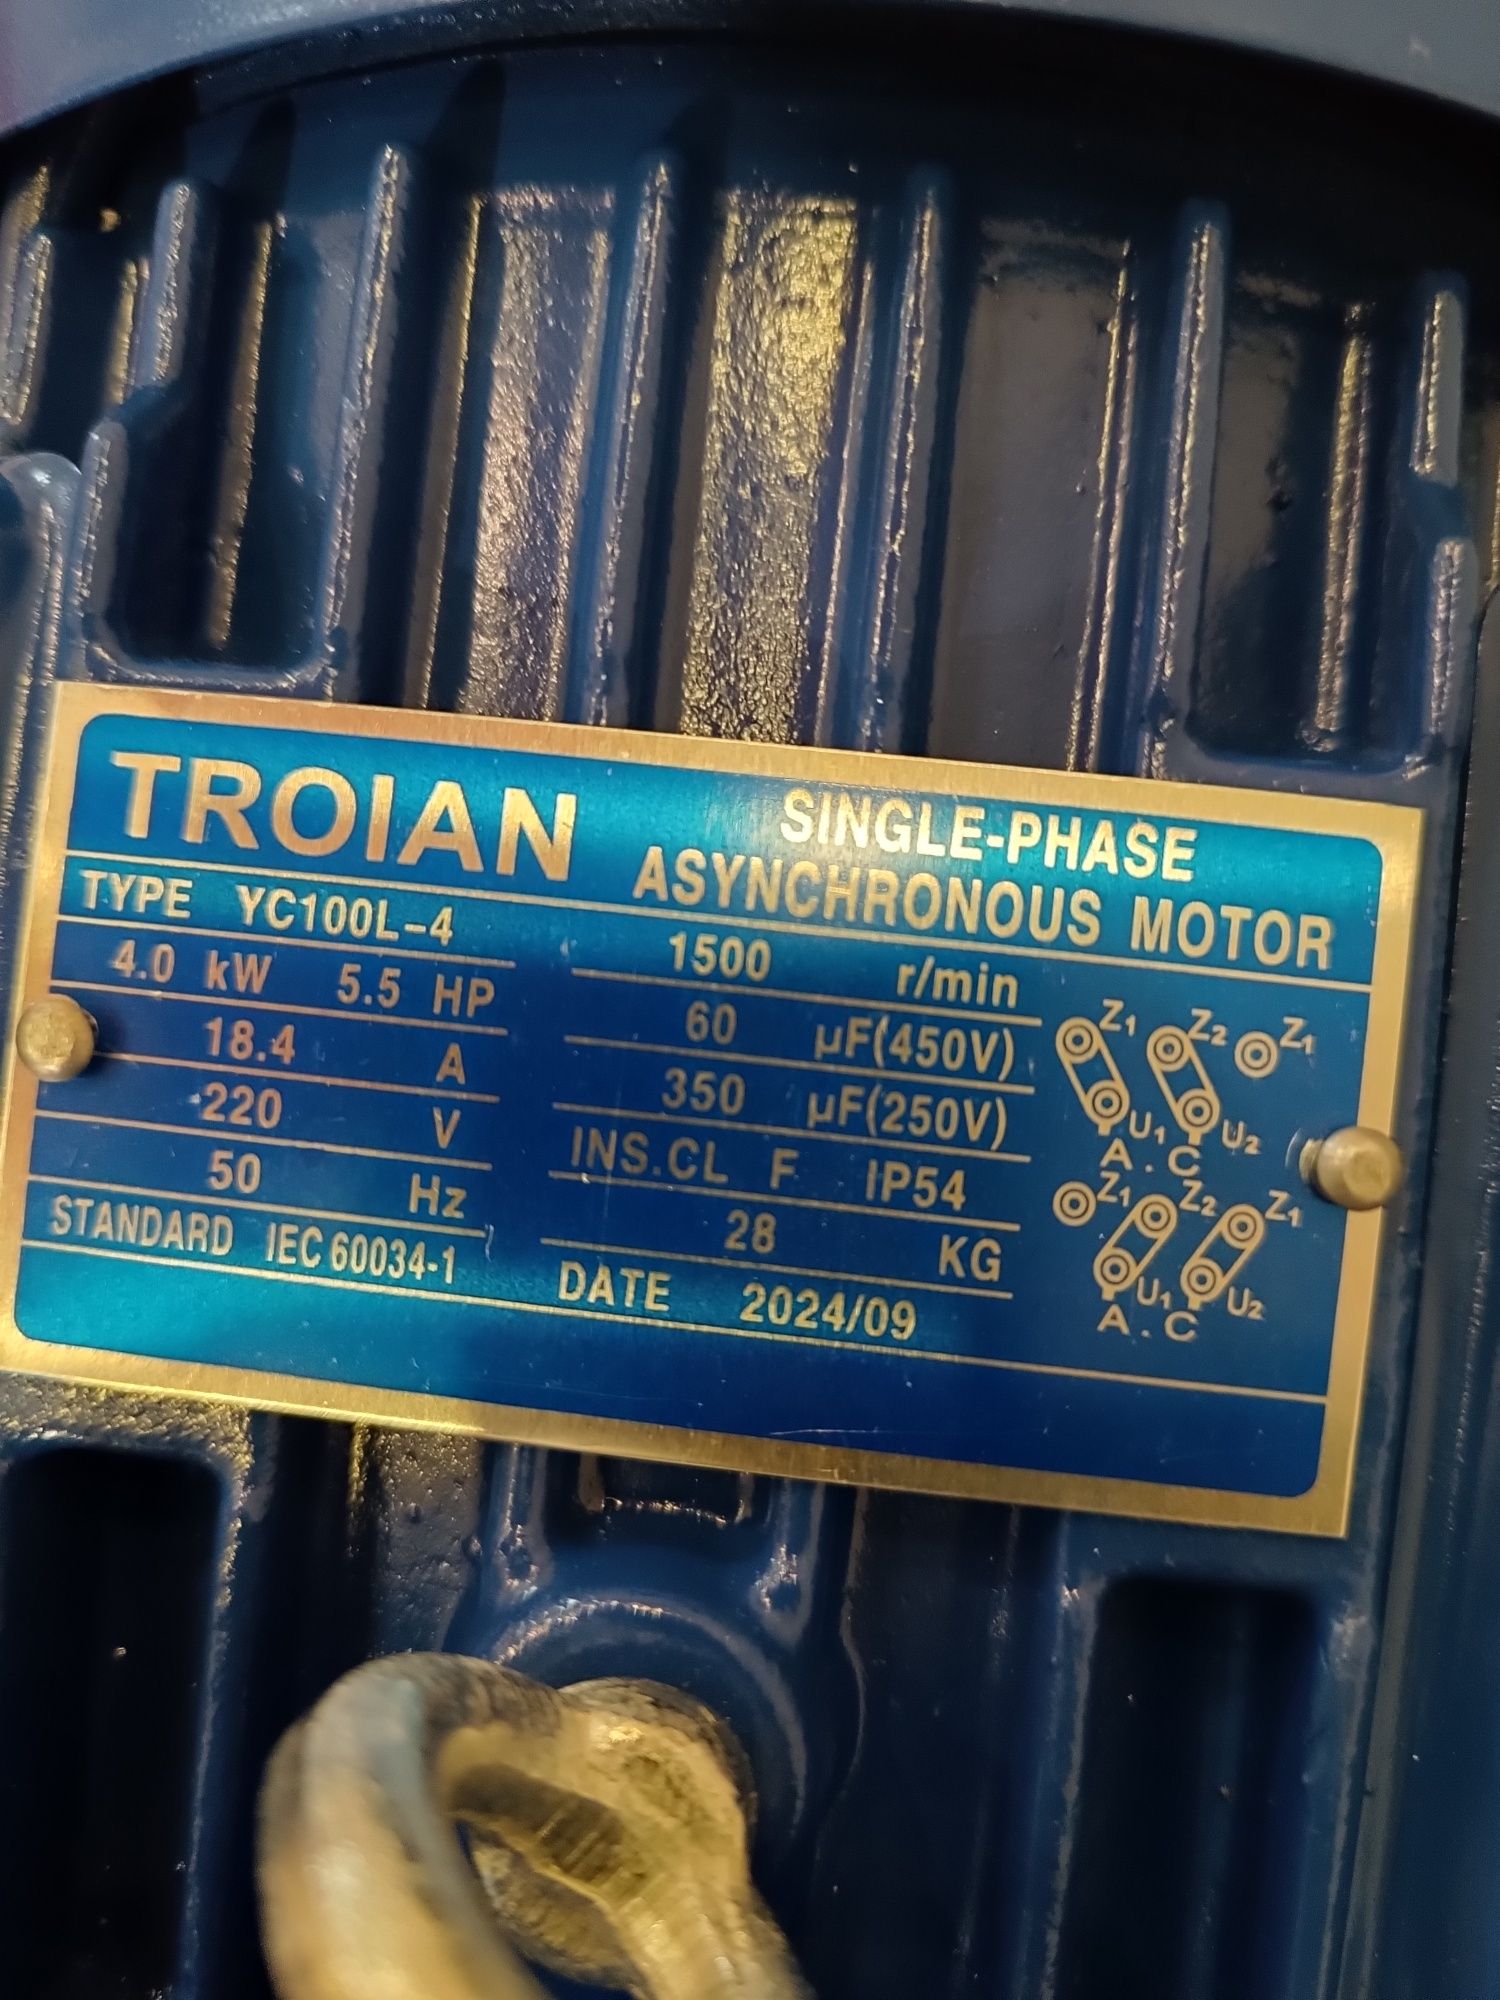 TROIAN
SINGLE-PHASE
ASYNCHRONOUS MOTOR
TYPE YC100L-4
4.0 kW 5.5 HP
18.4 A
220 V
50 Hz
STANDARD IEC 60034-1
1500 r/min
60 µF(450V)
350 µF(250V)
INS.CL F IP54
28 KG
DATE 2024/09
Z1 Z2 Z1
U1 U2
A.C
Z1 Z2 Z1
U1 U2
A.C